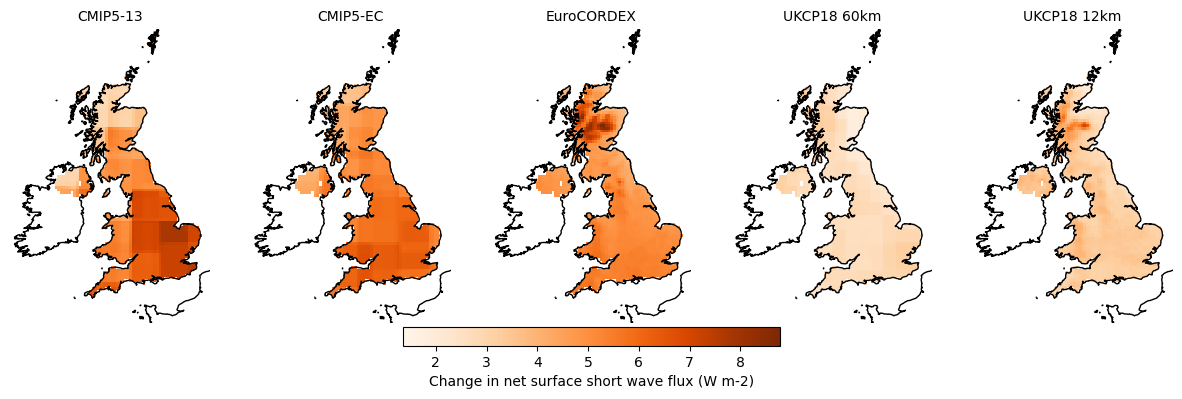 CMIP5-13 CMIP5-EC EuroCORDEX UKCP18 60km UKCP18 12km
2 3 4 5 6 7 8
Change in net surface short wave flux (W m-2)